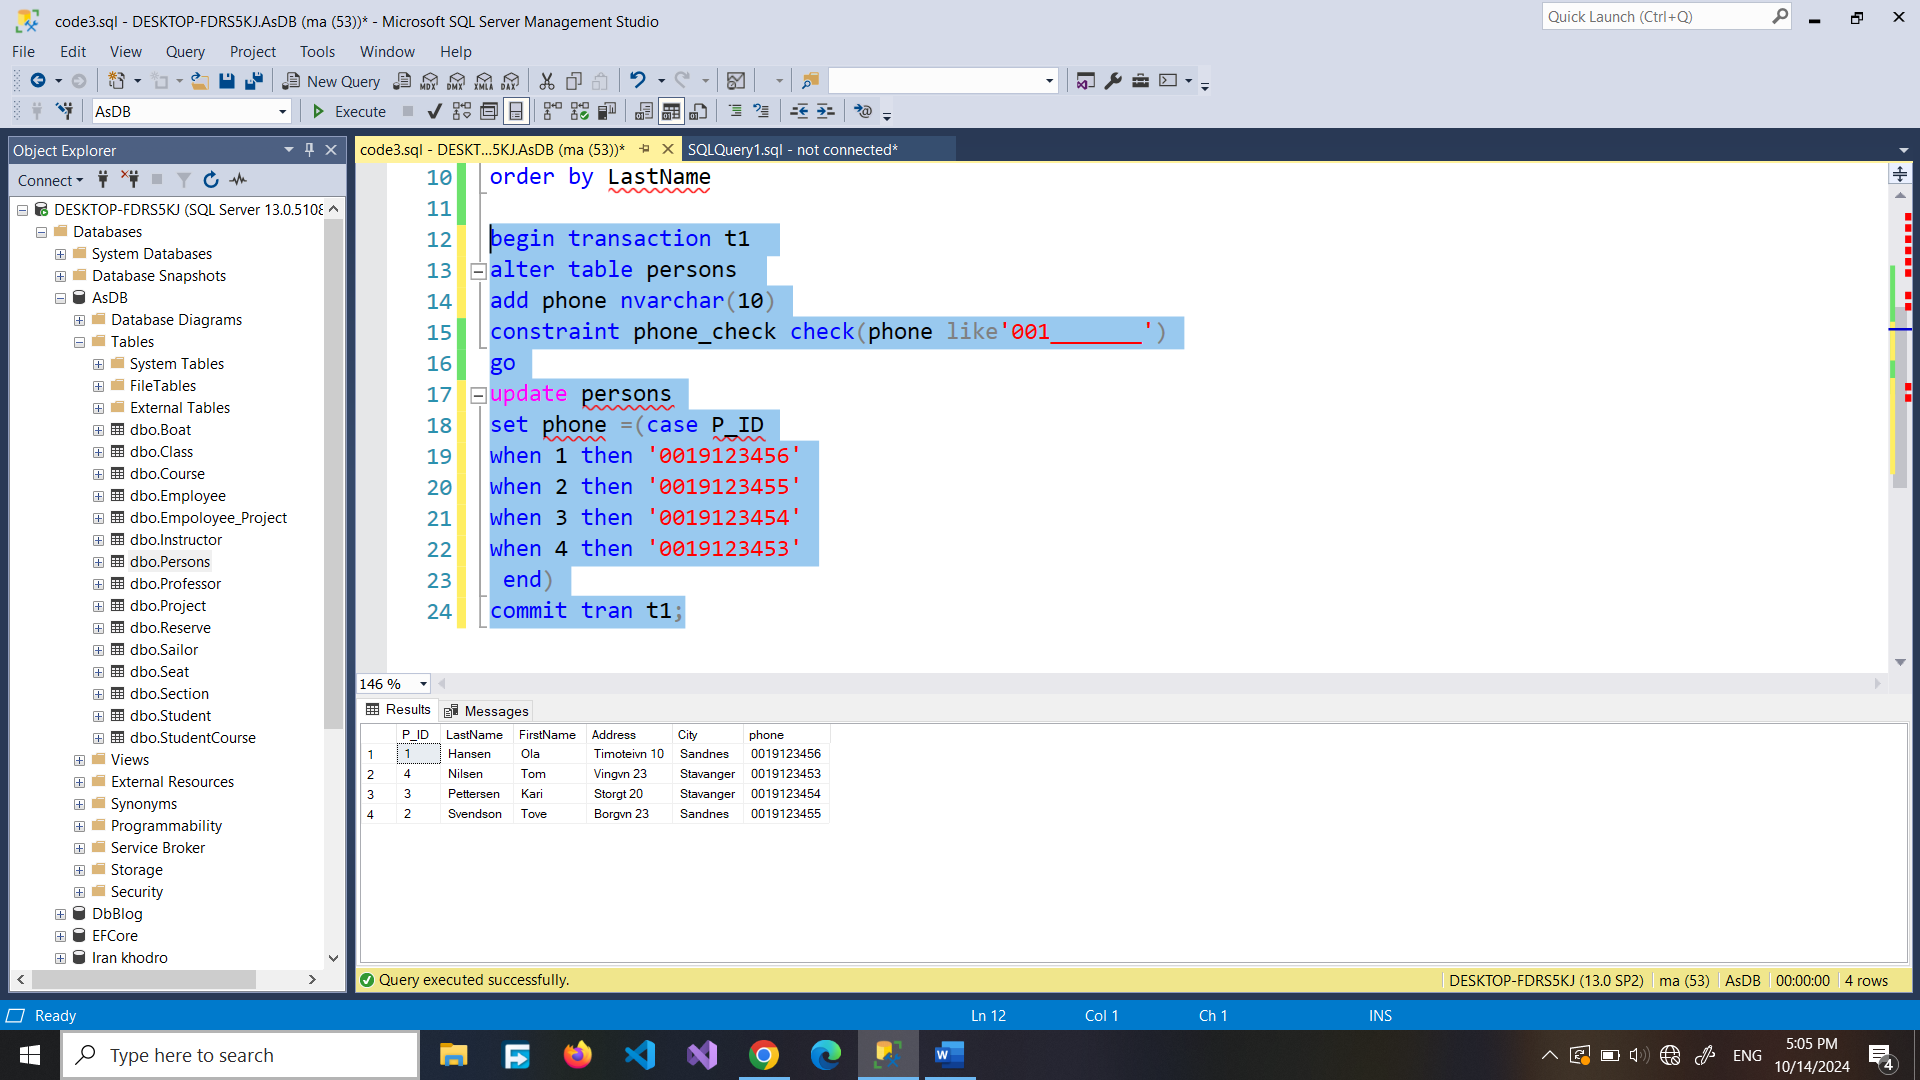 code3.sql - DESKTOP-FDRS5KJ.AsDB (ma (53))* - Microsoft SQL Server Management Studio
Quick Launch (Ctrl+Q)
File Edit View Query Project Tools Window Help
New Query
MDX DMX XMLA DAX
AsDB
Execute
Object Explorer
code3.sql - DESKT...5KJ.AsDB (ma (53))*
SQLQuery1.sql - not connected*
Connect
DESKTOP-FDRS5KJ (SQL Server 13.0.5108
Databases
System Databases
Database Snapshots
AsDB
Database Diagrams
Tables
System Tables
FileTables
External Tables
dbo.Boat
dbo.Class
dbo.Course
dbo.Employee
dbo.Empoloyee_Project
dbo.Instructor
dbo.Persons
dbo.Professor
dbo.Project
dbo.Reserve
dbo.Sailor
dbo.Seat
dbo.Section
dbo.Student
dbo.StudentCourse
Views
External Resources
Synonyms
Programmability
Service Broker
Storage
Security
DbBlog
EFCore
Iran khodro
10 order by LastName
11
12 begin transaction t1
13 alter table persons
14 add phone nvarchar(10)
15 constraint phone_check check(phone like'001_______')
16 go
17 update persons
18 set phone =(case P_ID
19 when 1 then '0019123456'
20 when 2 then '0019123455'
21 when 3 then '0019123454'
22 when 4 then '0019123453'
23 end)
24 commit tran t1;
146 %
Results Messages
P_ID LastName FirstName Address City phone
1 1 Hansen Ola Timoteivn 10 Sandnes 0019123456
2 4 Nilsen Tom Vingvn 23 Stavanger 0019123453
3 3 Pettersen Kari Storgt 20 Stavanger 0019123454
4 2 Svendson Tove Borgvn 23 Sandnes 0019123455
Query executed successfully.
DESKTOP-FDRS5KJ (13.0 SP2) ma (53) AsDB 00:00:00 4 rows
Ready
Ln 12 Col 1 Ch 1 INS
Type here to search
ENG
5:05 PM
10/14/2024
4